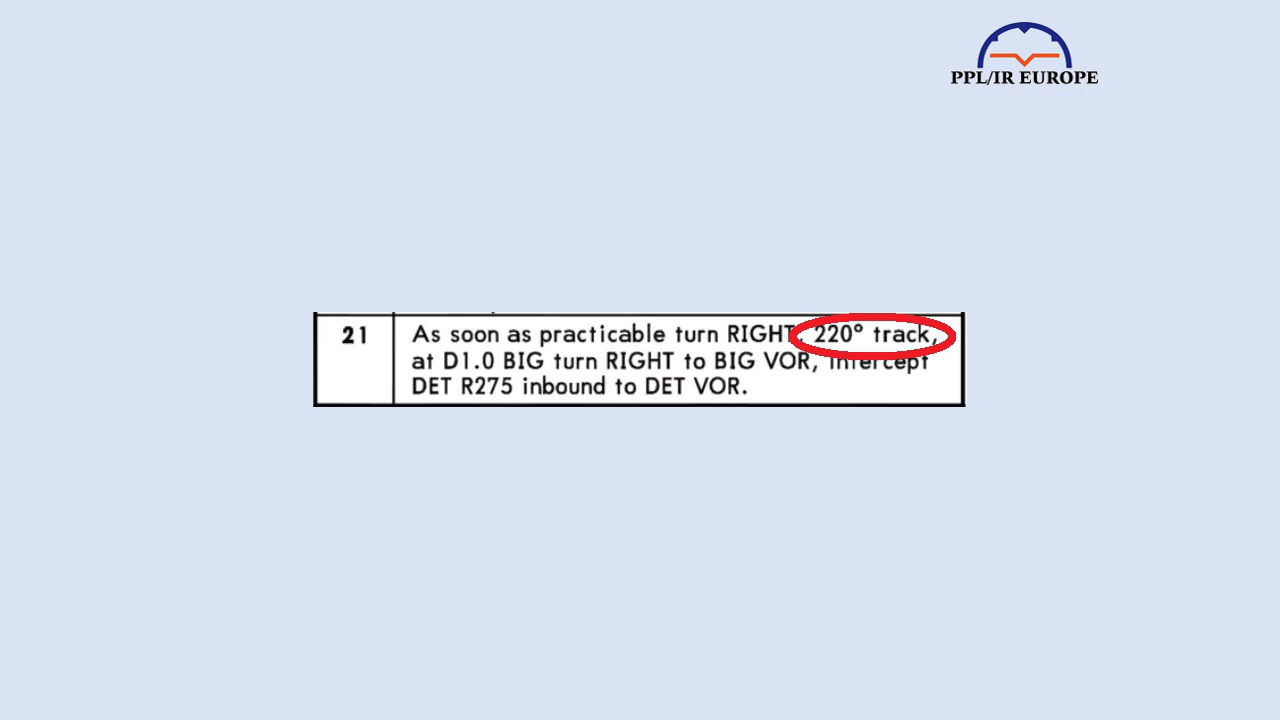 PPL/IR EUROPE
21 As soon as practicable turn RIGHT, 220° track,
at D1.0 BIG turn RIGHT to BIG VOR, intercept
DET R275 inbound to DET VOR.